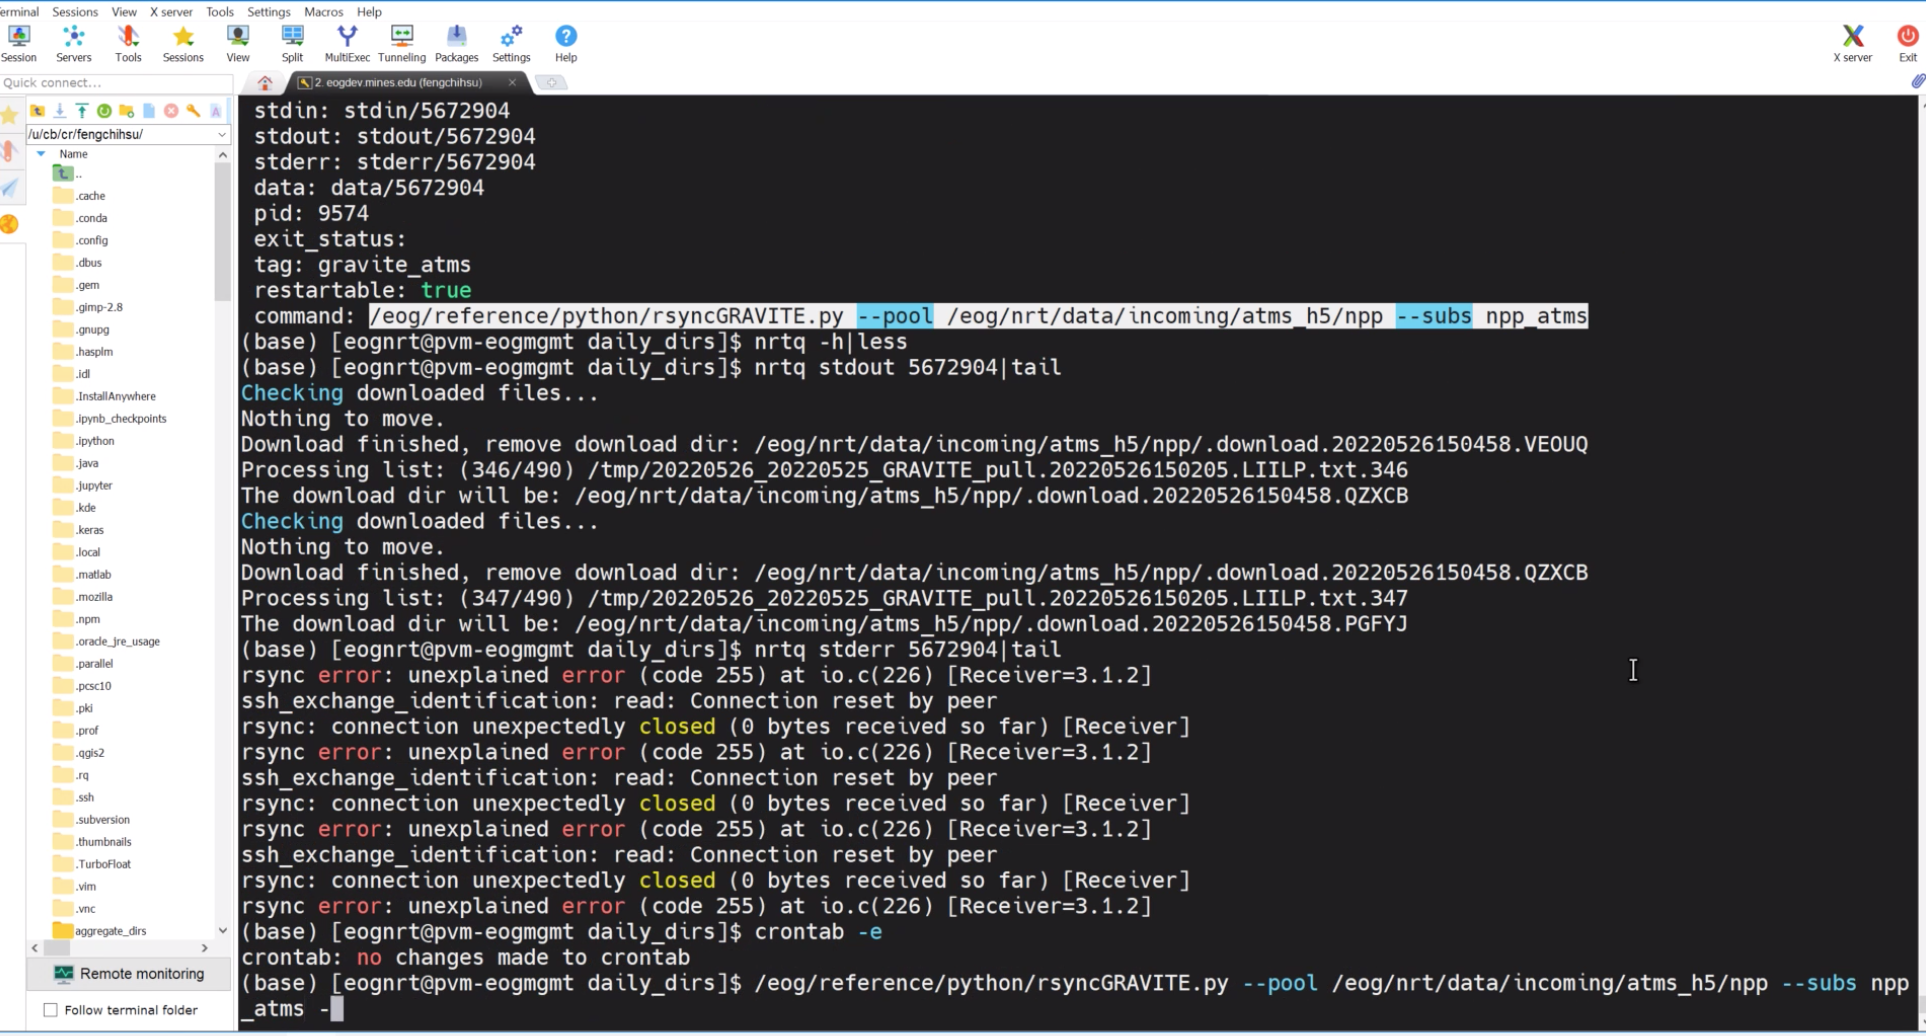 erminal Sessions View X server Tools Settings Macros Help
Session Servers Tools Sessions View Split MultiExec Tunneling Packages Settings Help X server Exit
Quick connect...
2. eogdev.mines.edu (fengchihsu)
/u/cb/cr/fengchihsu/
Name
..
.cache
.conda
.config
.dbus
.gem
.gimp-2.8
.gnupg
.hasplm
.idl
.InstallAnywhere
.ipynb_checkpoints
.ipython
.java
.jupyter
.kde
.keras
.local
.matlab
.mozilla
.npm
.oracle_jre_usage
.parallel
.pcsc10
.pki
.prof
.qgis2
.rq
.ssh
.subversion
.thumbnails
.TurboFloat
.vim
.vnc
aggregate_dirs
Remote monitoring
Follow terminal folder
stdin: stdin/5672904
stdout: stdout/5672904
stderr: stderr/5672904
data: data/5672904
pid: 9574
exit_status:
tag: gravite_atms
restartable: true
command: /eog/reference/python/rsyncGRAVITE.py --pool /eog/nrt/data/incoming/atms_h5/npp --subs npp_atms
(base) [eognrt@pvm-eogmgmt daily_dirs]$ nrtq -h|less
(base) [eognrt@pvm-eogmgmt daily_dirs]$ nrtq stdout 5672904|tail
Checking downloaded files...
Nothing to move.
Download finished, remove download dir: /eog/nrt/data/incoming/atms_h5/npp/.download.20220526150458.VEOUQ
Processing list: (346/490) /tmp/20220526_20220525_GRAVITE_pull.20220526150205.LIILP.txt.346
The download dir will be: /eog/nrt/data/incoming/atms_h5/npp/.download.20220526150458.QZXCB
Checking downloaded files...
Nothing to move.
Download finished, remove download dir: /eog/nrt/data/incoming/atms_h5/npp/.download.20220526150458.QZXCB
Processing list: (347/490) /tmp/20220526_20220525_GRAVITE_pull.20220526150205.LIILP.txt.347
The download dir will be: /eog/nrt/data/incoming/atms_h5/npp/.download.20220526150458.PGFYJ
(base) [eognrt@pvm-eogmgmt daily_dirs]$ nrtq stderr 5672904|tail
rsync error: unexplained error (code 255) at io.c(226) [Receiver=3.1.2]
ssh_exchange_identification: read: Connection reset by peer
rsync: connection unexpectedly closed (0 bytes received so far) [Receiver]
rsync error: unexplained error (code 255) at io.c(226) [Receiver=3.1.2]
ssh_exchange_identification: read: Connection reset by peer
rsync: connection unexpectedly closed (0 bytes received so far) [Receiver]
rsync error: unexplained error (code 255) at io.c(226) [Receiver=3.1.2]
ssh_exchange_identification: read: Connection reset by peer
rsync: connection unexpectedly closed (0 bytes received so far) [Receiver]
rsync error: unexplained error (code 255) at io.c(226) [Receiver=3.1.2]
(base) [eognrt@pvm-eogmgmt daily_dirs]$ crontab -e
crontab: no changes made to crontab
(base) [eognrt@pvm-eogmgmt daily_dirs]$ /eog/reference/python/rsyncGRAVITE.py --pool /eog/nrt/data/incoming/atms_h5/npp --subs npp
_atms -